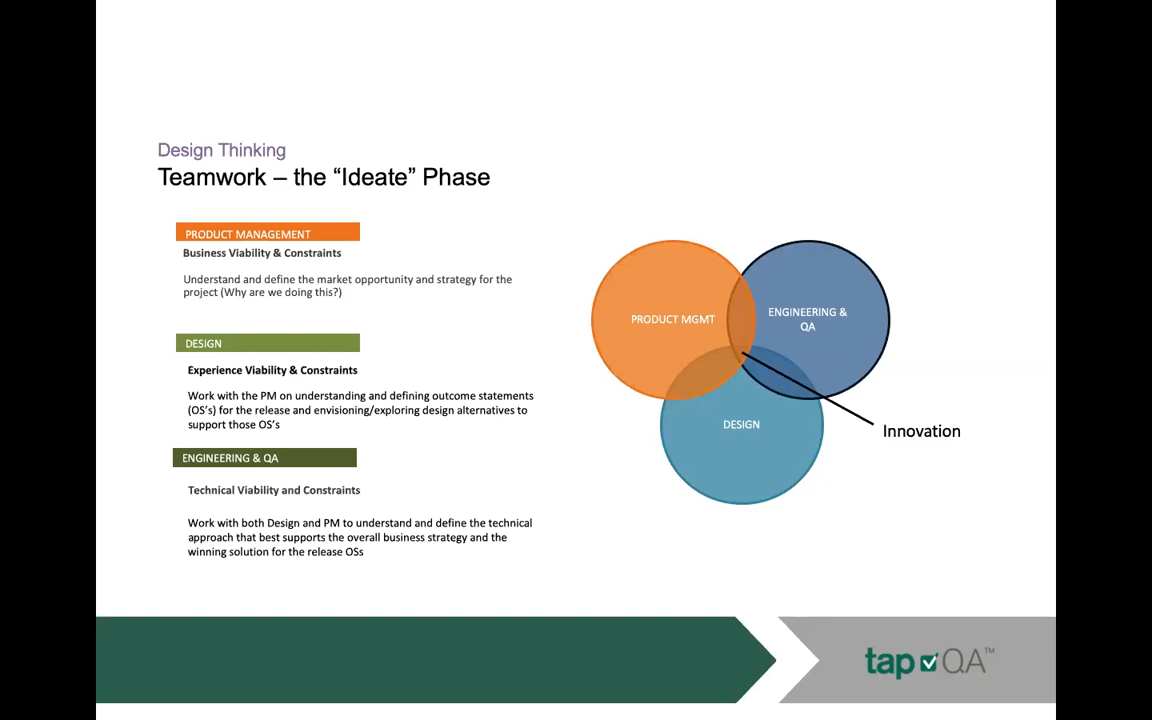 Design Thinking
Teamwork – the “Ideate” Phase
PRODUCT MANAGEMENT
Business Viability & Constraints
Understand and define the market opportunity and strategy for the
project (Why are we doing this?)
DESIGN
Experience Viability & Constraints
Work with the PM on understanding and defining outcome statements
(OS’s) for the release and envisioning/exploring design alternatives to
support those OS’s
ENGINEERING & QA
Technical Viability and Constraints
Work with both Design and PM to understand and define the technical
approach that best supports the overall business strategy and the
winning solution for the release OSs
PRODUCT MGMT
ENGINEERING &
QA
DESIGN
Innovation
tap QA™